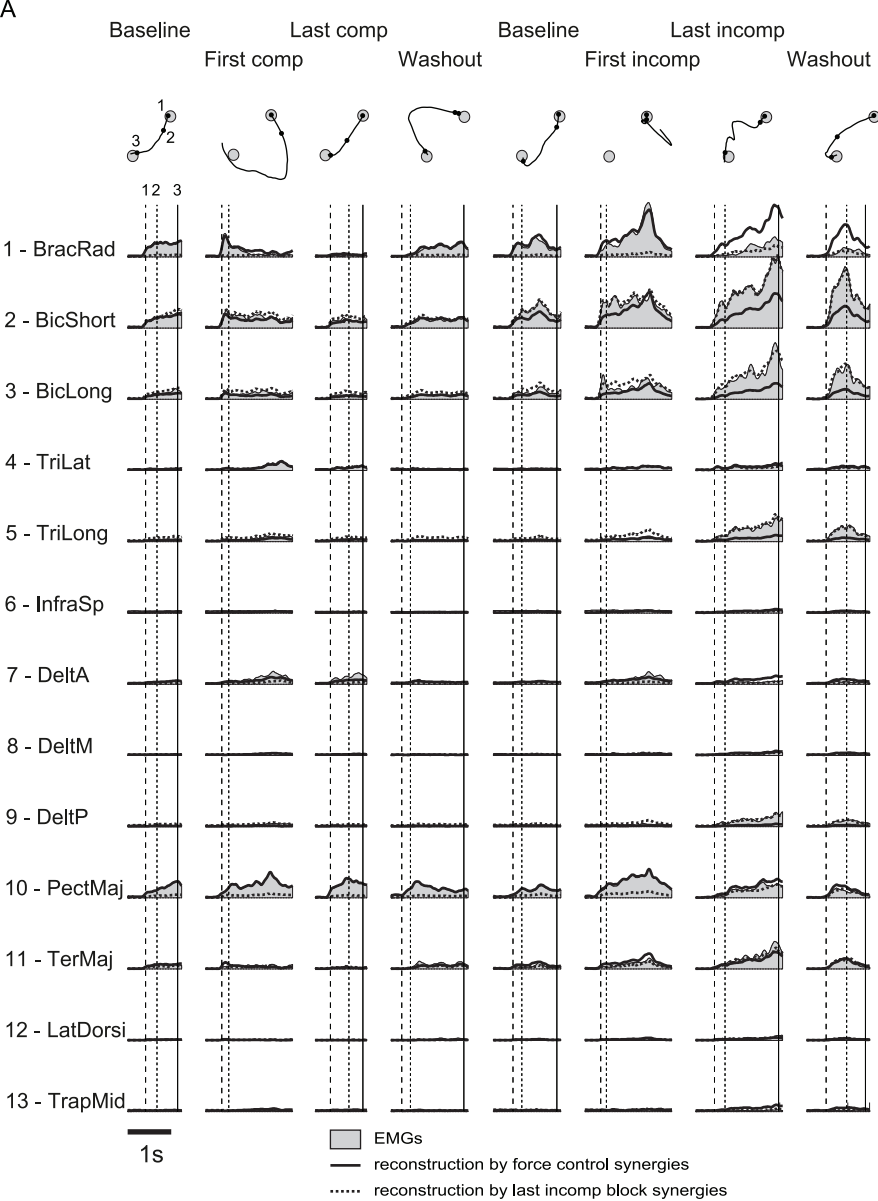 A
Baseline Last comp Baseline Last incomp
First comp Washout First incomp Washout
1
2
3
1 2 3
1 - BracRad
2 - BicShort
3 - BicLong
4 - TriLat
5 - TriLong
6 - InfraSp
7 - DeltA
8 - DeltM
9 - DeltP
10 - PectMaj
11 - TerMaj
12 - LatDorsi
13 - TrapMid
1s
EMGs
reconstruction by force control synergies
reconstruction by last incomp block synergies